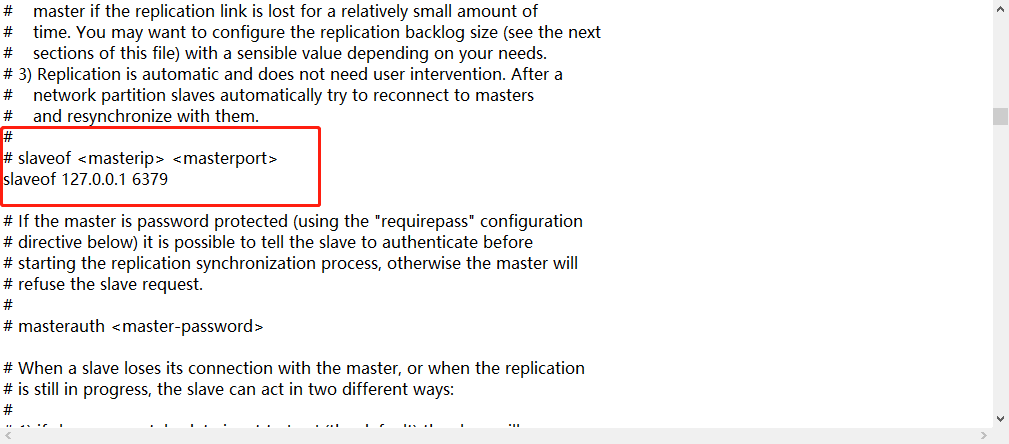 #    master if the replication link is lost for a relatively small amount of
#    time. You may want to configure the replication backlog size (see the next
#    sections of this file) with a sensible value depending on your needs.
# 3) Replication is automatic and does not need user intervention. After a
#    network partition slaves automatically try to reconnect to masters
#    and resynchronize with them.
#
# slaveof <masterip> <masterport>
slaveof 127.0.0.1 6379
# If the master is password protected (using the "requirepass" configuration
# directive below) it is possible to tell the slave to authenticate before
# starting the replication synchronization process, otherwise the master will
# refuse the slave request.
#
# masterauth <master-password>
# When a slave loses its connection with the master, or when the replication
# is still in progress, the slave can act in two different ways:
#